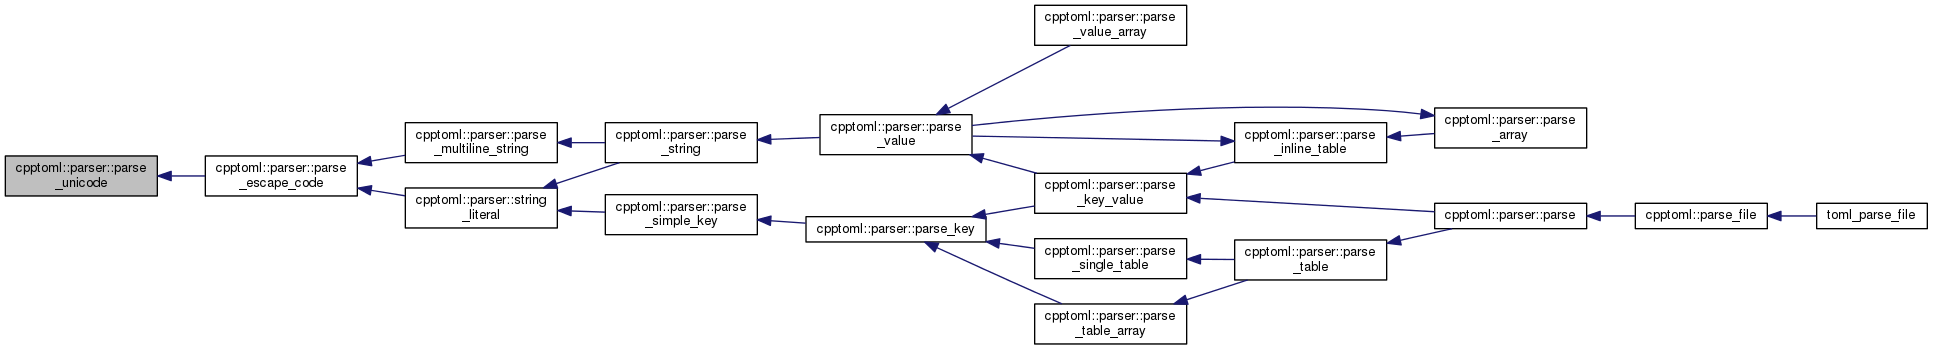 cpptoml::parser::parse
_unicode
cpptoml::parser::parse
_escape_code
cpptoml::parser::parse
_multiline_string
cpptoml::parser::string
_literal
cpptoml::parser::parse
_string
cpptoml::parser::parse
_simple_key
cpptoml::parser::parse
_value
cpptoml::parser::parse_key
cpptoml::parser::parse
_value_array
cpptoml::parser::parse
_key_value
cpptoml::parser::parse
_single_table
cpptoml::parser::parse
_table_array
cpptoml::parser::parse
_inline_table
cpptoml::parser::parse
_table
cpptoml::parser::parse
_array
cpptoml::parser::parse
cpptoml::parse_file
toml_parse_file